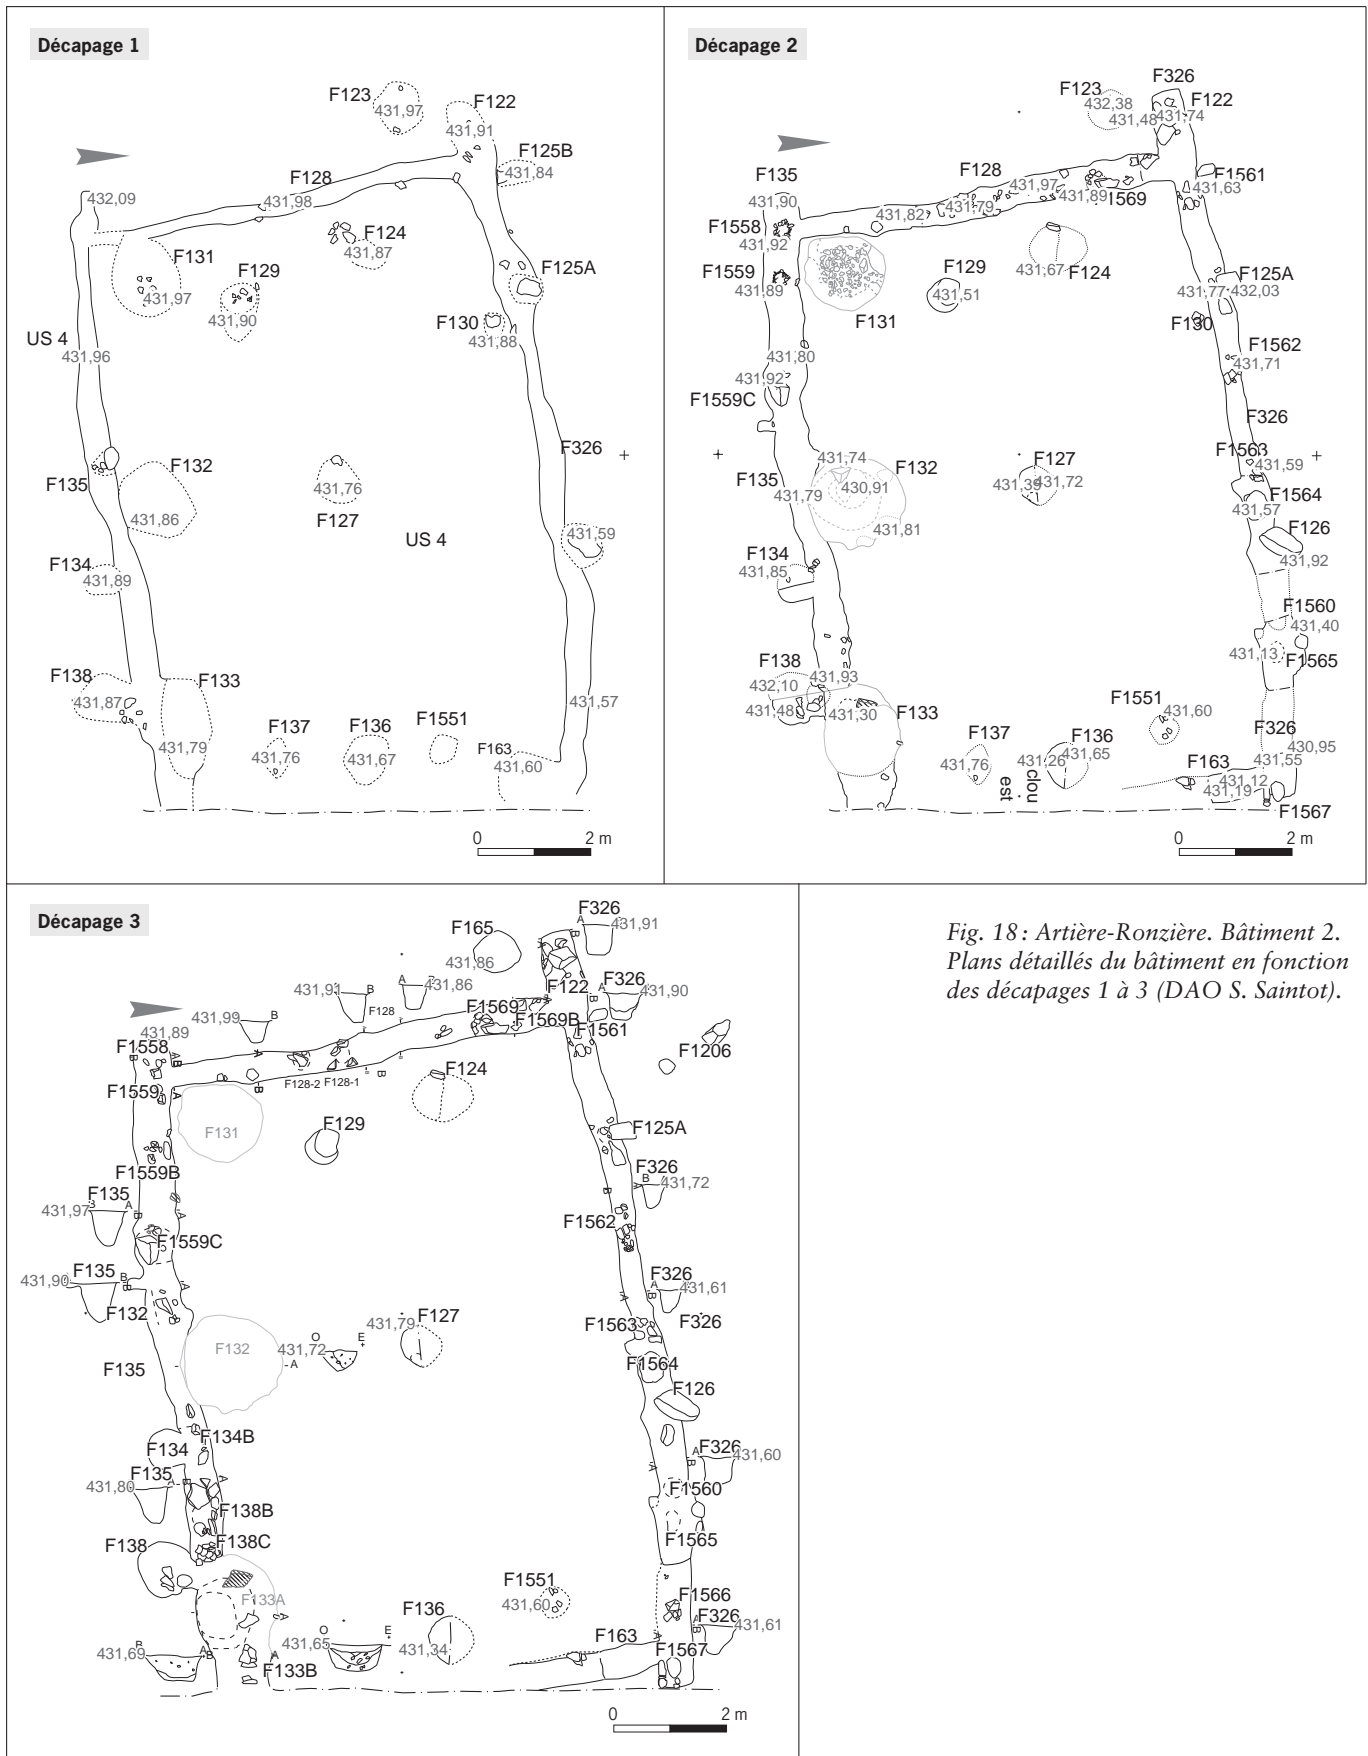 Décapage 1
F123
431,97
F122
431,91
F125B
431,84
F128
431,98
432,09
F124
431,87
F131
431,97
F129
431,90
F125A
F130
431,88
US 4
431,96
F326
F132
431,86
F135
431,76
F127
US 4
431,59
F134
431,89
F138
431,87
F133
431,79
F137
431,76
F136
431,67
F1551
F163
431,60
431,57
0 2 m
Décapage 2
F326
F123
432,38
F122
431,48
431,74
F135
F128
F1561
431,63
431,90
431,97
431,89
F1569
431,82
431,79
F1558
431,92
F1559
431,89
F129
431,51
431,67
F124
F125A
431,77
432,03
F131
F130
431,80
F1562
431,71
431,92
F1559C
F326
F1563
431,59
431,74
F132
F127
F135
431,79
430,91
431,39
431,72
F1564
431,57
F126
431,81
431,92
F134
431,85
F1560
431,40
431,13
F1565
F138
432,10
431,93
431,48
431,30
F133
F1551
431,60
F137
431,76
F136
431,26
431,65
clou
est
F326
430,95
431,55
F163
431,12
431,19
F1567
0 2 m
Décapage 3
F326
A
B
431,91
F165
431,86
431,91
A
B
A
B
431,86
F122
F326
A
B
431,90
431,99
B
A
F128
F1569
F1569B
F1561
431,89
F1558
F1206
F128-2
F128-1
F124
F1559
F131
F129
F125A
F1559B
F326
B
A
431,72
F135
431,97
B
A
F1562
F1559C
F135
431,90
B
A
F326
A
B
431,61
F132
F1563
F326
431,79
F127
F132
431,72
O
E
A
F135
F1564
F126
F134B
F134
F326
A
B
431,60
F135
431,80
A
B
F1560
F138B
F138C
F138
F1565
F133A
F1551
431,60
F1566
F326
A
B
431,61
F136
431,65
O
E
431,34
F163
F1567
431,69
B
A
F133B
0 2 m
Fig. 18 : Artière-Ronzière. Bâtiment 2.
Plans détaillés du bâtiment en fonction
des décapages 1 à 3 (DAO S. Saintot).